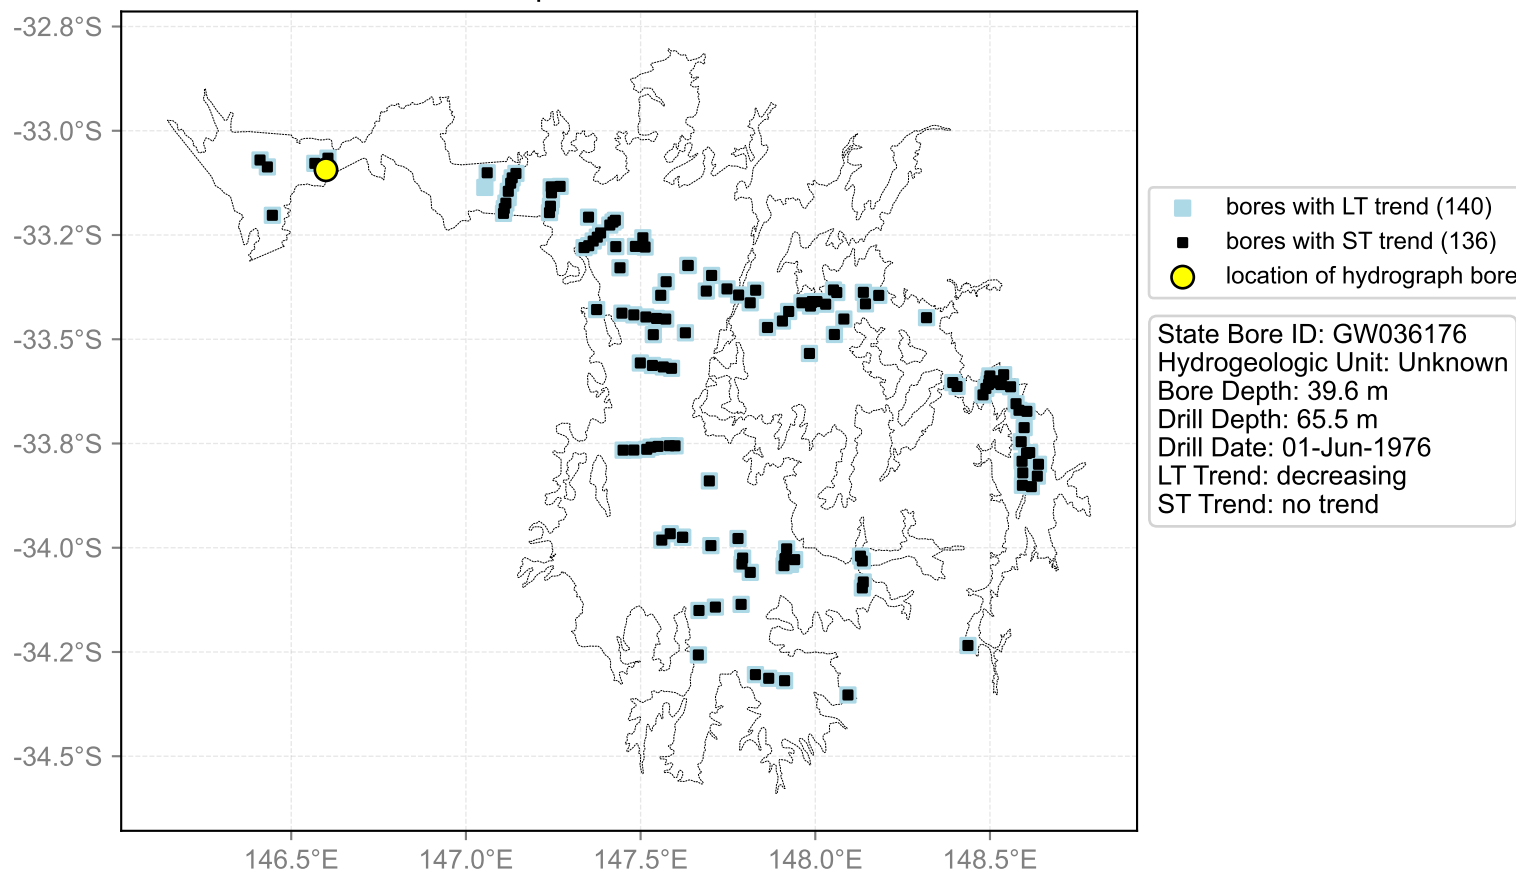 -32.8°S
-33.0°S
-33.2°S
-33.5°S
-33.8°S
-34.0°S
-34.2°S
-34.5°S
146.5°E
147.0°E
147.5°E
148.0°E
148.5°E
bores with LT trend (140)
bores with ST trend (136)
location of hydrograph bore
State Bore ID: GW036176
Hydrogeologic Unit: Unknown
Bore Depth: 39.6 m
Drill Depth: 65.5 m
Drill Date: 01-Jun-1976
LT Trend: decreasing
ST Trend: no trend